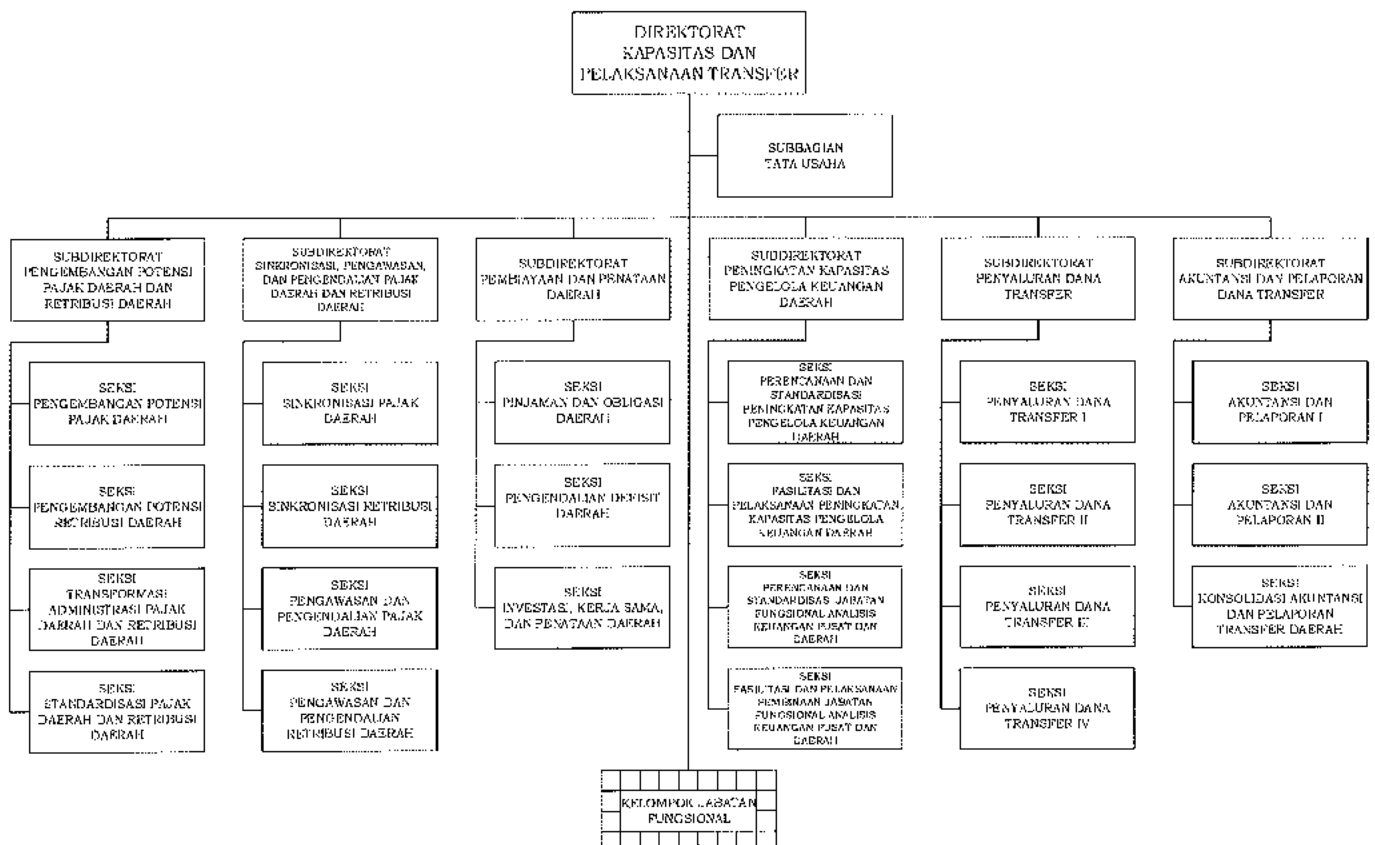 DIREKTORAT
KAPASITAS DAN
PELAKSANAAN TRANSFER
SUBBAGIAN
TATA USAHA
SUBDIREKTORAT
PENGEMBANGAN POTENSI
PAJAK DAERAH DAN
RETRIBUSI DAERAH
SUBDIREKTORAT
SINKRONISASI, PENGAWASAN,
DAN PENGENDALIAN PAJAK
DAERAH DAN RETRIBUSI
DAERAH
SUBDIREKTORAT
PEMBIAYAAN DAN PENATAAN
DAERAH
SUBDIREKTORAT
PENINGKATAN KAPASITAS
PENGELOLA KEUANGAN
DAERAH
SUBDIREKTORAT
PENYALURAN DANA
TRANSFER
SUBDIREKTORAT
AKUNTANSI DAN PELAPORAN
DANA TRANSFER
SEKSI
PENGEMBANGAN POTENSI
PAJAK DAERAH
SEKSI
SINKRONISASI PAJAK
DAERAH
SEKSI
PINJAMAN DAN OBLIGASI
DAERAH
SEKSI
PERENCANAAN DAN
STANDARDISASI
PENINGKATAN KAPASITAS
PENGELOLA KEUANGAN
DAERAH
SEKSI
PENYALURAN DANA
TRANSFER I
SEKSI
AKUNTANSI DAN
PELAPORAN I
SEKSI
PENGEMBANGAN POTENSI
RETRIBUSI DAERAH
SEKSI
SINKRONISASI RETRIBUSI
DAERAH
SEKSI
PENGENDALIAN DEFISIT
DAERAH
SEKSI
FASILITASI DAN
PELAKSANAAN PENINGKATAN
KAPASITAS PENGELOLA
KEUANGAN DAERAH
SEKSI
PENYALURAN DANA
TRANSFER II
SEKSI
AKUNTANSI DAN
PELAPORAN II
SEKSI
TRANSFORMASI
ADMINISTRASI PAJAK
DAERAH DAN RETRIBUSI
DAERAH
SEKSI
PENGAWASAN DAN
PENGENDALIAN PAJAK
DAERAH
SEKSI
INVESTASI, KERJA SAMA,
DAN PENATAAN DAERAH
SEKSI
PERENCANAAN DAN
STANDARDISASI JABATAN
FUNGSIONAL ANALISIS
KEUANGAN PUSAT DAN
DAERAH
SEKSI
PENYALURAN DANA
TRANSFER III
SEKSI
KONSOLIDASI AKUNTANSI
DAN PELAPORAN
TRANSFER DAERAH
SEKSI
STANDARDISASI PAJAK
DAERAH DAN RETRIBUSI
DAERAH
SEKSI
PENGAWASAN DAN
PENGENDALIAN
RETRIBUSI DAERAH
SEKSI
FASILITASI DAN PELAKSANAAN
PEMBINAAN JABATAN
FUNGSIONAL ANALISIS
KEUANGAN PUSAT DAN
DAERAH
SEKSI
PENYALURAN DANA
TRANSFER IV
KELOMPOK JABATAN
FUNGSIONAL